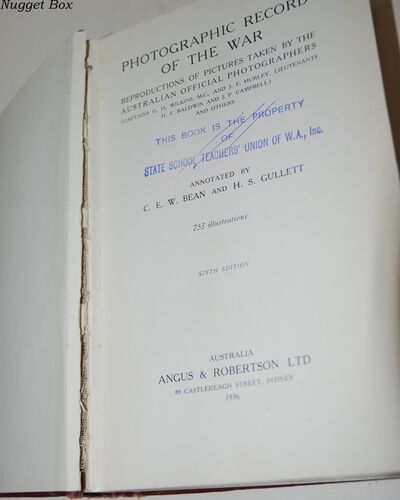 Nugget Box
PHOTOGRAPHIC RECORD
OF THE WAR
REPRODUCTIONS OF PICTURES TAKEN BY THE
AUSTRALIAN OFFICIAL PHOTOGRAPHERS
(CAPTAINS G. H. WILKINS, M.C., AND J. F. HURLEY, LIEUTENANTS
H. F. BALDWIN AND J. P. CAMPBELL)
AND OTHERS
THIS BOOK IS THE PROPERTY
OF
STATE SCHOOL TEACHERS' UNION OF W.A., Inc.
ANNOTATED BY
C. E. W. BEAN AND H. S. GULLETT
753 illustrations
SIXTH EDITION
AUSTRALIA
ANGUS & ROBERTSON LTD
89 CASTLEREAGH STREET, SYDNEY
1936